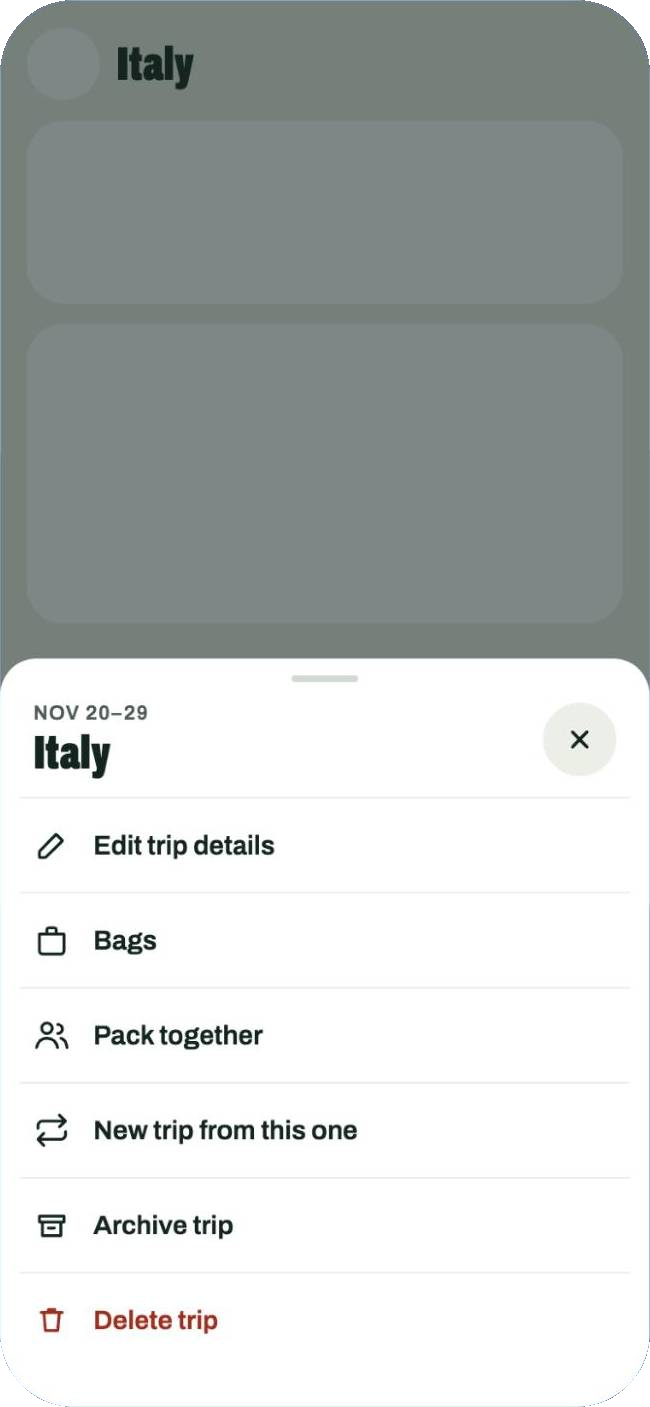 Italy
NOV 20–29
Italy
Edit trip details
Bags
Pack together
New trip from this one
Archive trip
Delete trip